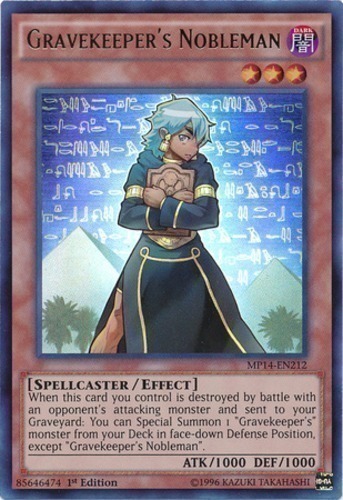 GRAVEKEEPER'S NOBLEMAN
DARK
闇
MP14-EN212
[SPELLCASTER / EFFECT]
When this card you control is destroyed by battle with
an opponent's attacking monster and sent to your
Graveyard: You can Special Summon 1 "Gravekeeper's"
monster from your Deck in face-down Defense Position,
except "Gravekeeper's Nobleman".
ATK/1000 DEF/1000
85646474 1st Edition ©1996 KAZUKI TAKAHASHI